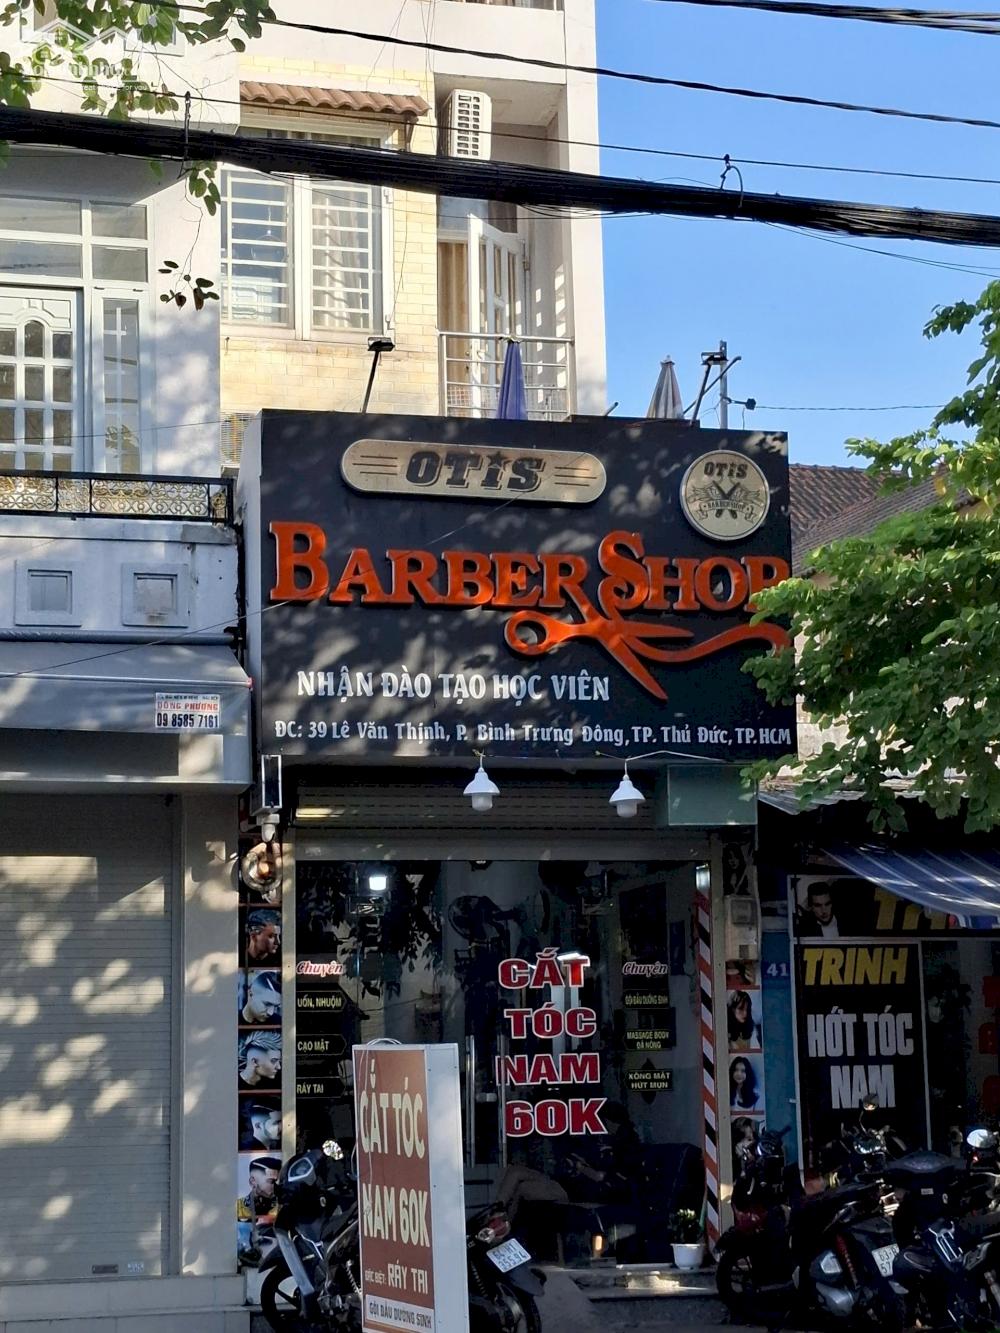 OTIS
OTIS
BARBERSHOP
BARBER SHOP
NHẬN ĐÀO TẠO HỌC VIÊN
ĐC: 39 Lê Văn Thịnh, P. Bình Trưng Đông, TP. Thủ Đức, TP.HCM
ĐÔNG PHƯƠNG
09 8585 7161
Chuyên
UỐN, NHUỘM
CẠO MẶT
RÁY TAI
CẮT
TÓC
NAM
60K
Chuyên
GỘI ĐẦU DƯỠNG SINH
MASSAGE BODY
ĐÁ NÓNG
XÔNG MẶT
HÚT MỤN
CẮT TÓC
NAM 60K
ĐẶC BIỆT: RÁY TAI
GỘI ĐẦU DƯỠNG SINH
41
TRINH
HỚT TÓC
NAM